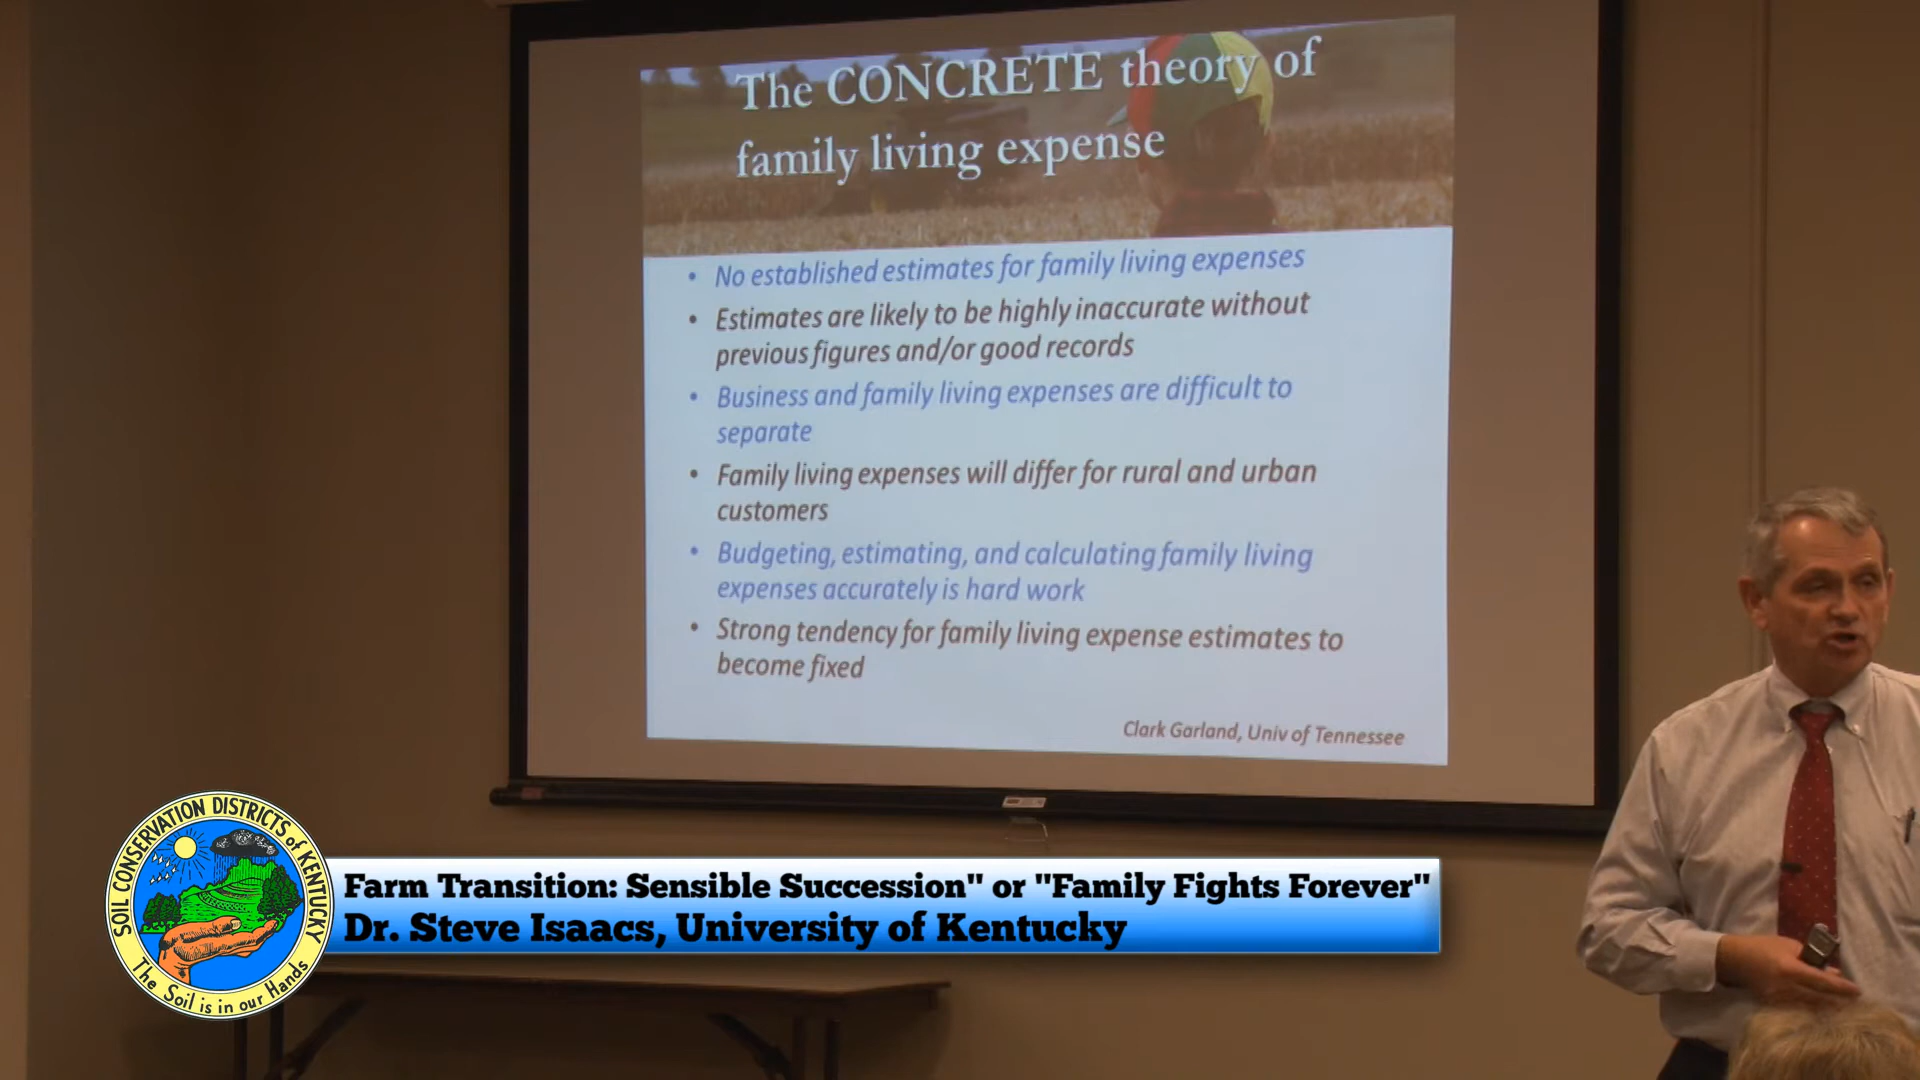 The CONCRETE theory of
family living expense
• No established estimates for family living expenses
• Estimates are likely to be highly inaccurate without
previous figures and/or good records
• Business and family living expenses are difficult to
separate
• Family living expenses will differ for rural and urban
customers
• Budgeting, estimating, and calculating family living
expenses accurately is hard work
• Strong tendency for family living expense estimates to
become fixed
Clark Garland, Univ of Tennessee
SOIL CONSERVATION DISTRICTS of KENTUCKY
The Soil is in our Hands
Farm Transition: Sensible Succession" or "Family Fights Forever"
Dr. Steve Isaacs, University of Kentucky